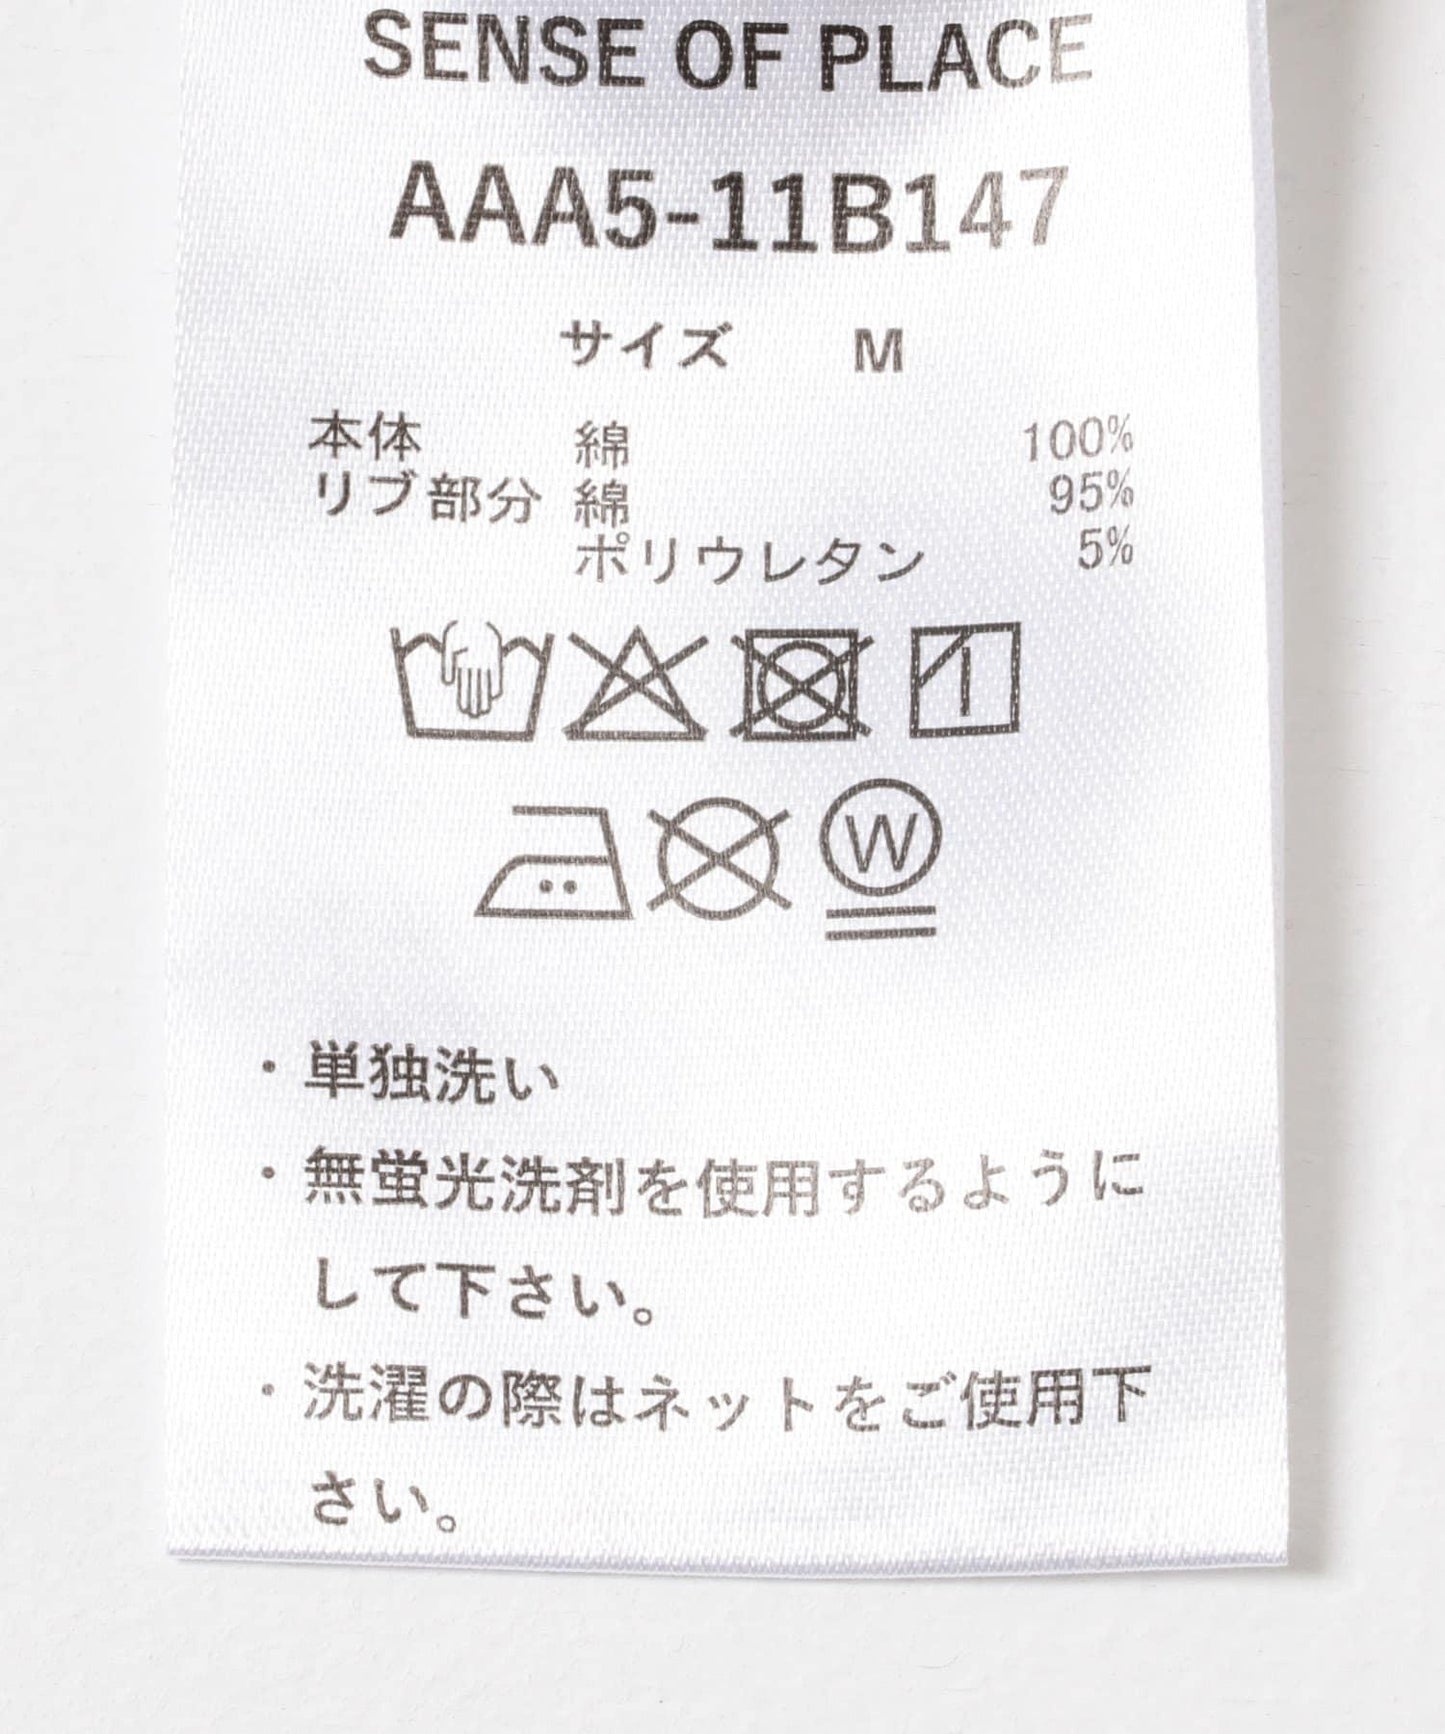 SENSE OF PLACE
AAA5-11B147
サイズ M
本体 綿 100%
リブ部分 綿 95%
ポリウレタン 5%
W
・単独洗い
・無蛍光洗剤を使用するように
して下さい。
・洗濯の際はネットをご使用下
さい。